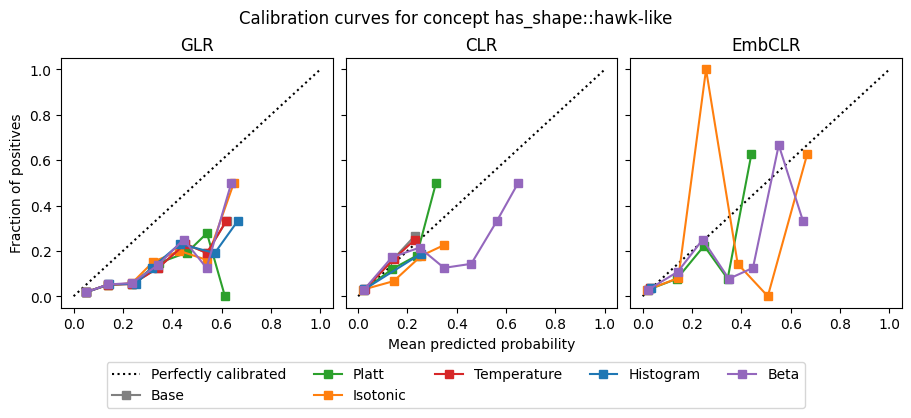 Calibration curves for concept has_shape::hawk-like
GLR
CLR
EmbCLR
Fraction of positives
1.0
0.8
0.6
0.4
0.2
0.0
0.0 0.2 0.4 0.6 0.8 1.0
0.0 0.2 0.4 0.6 0.8 1.0
0.0 0.2 0.4 0.6 0.8 1.0
Mean predicted probability
Perfectly calibrated
Base
Platt
Isotonic
Temperature
Histogram
Beta